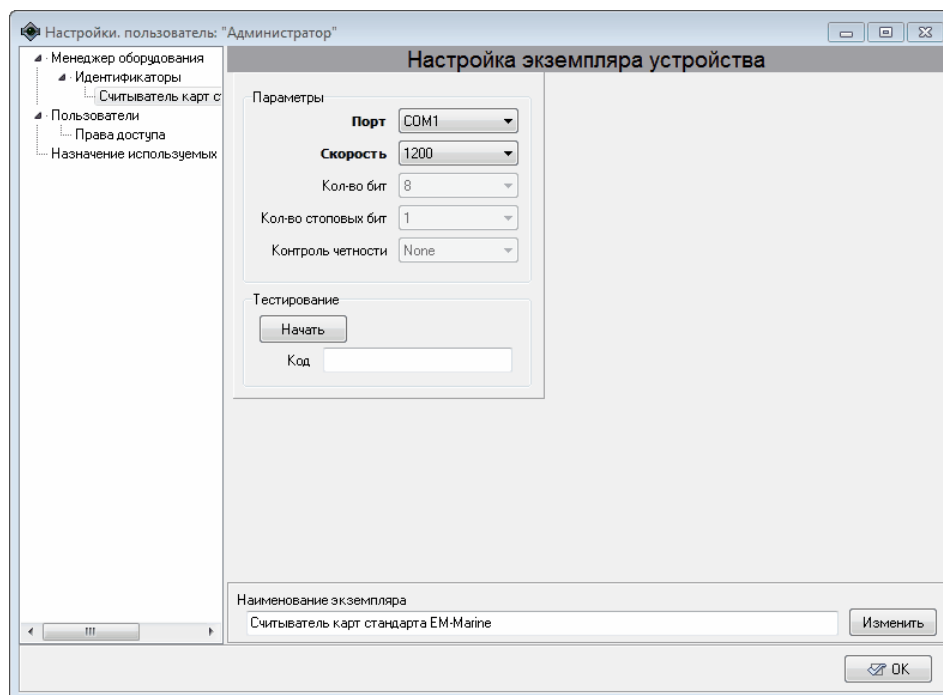 Настройки. пользователь: "Администратор"
Менеджер оборудования
Идентификаторы
Считыватель карт с
Пользователи
Права доступа
Назначение используемых
Настройка экземпляра устройства
Параметры
Порт COM1
Скорость 1200
Кол-во бит 8
Кол-во стоповых бит 1
Контроль четности None
Тестирование
Начать
Код
Наименование экземпляра
Считыватель карт стандарта EM-Marine
Изменить
OK